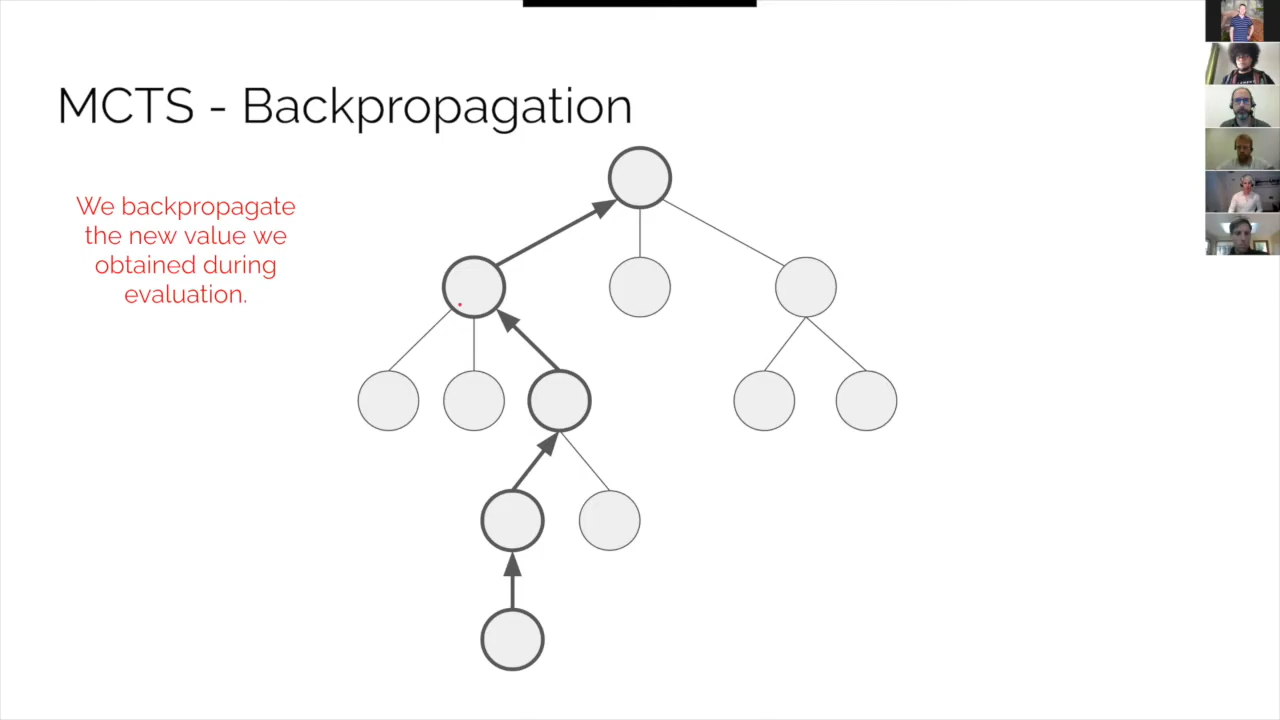 MCTS - Backpropagation
We backpropagate
the new value we
obtained during
evaluation.